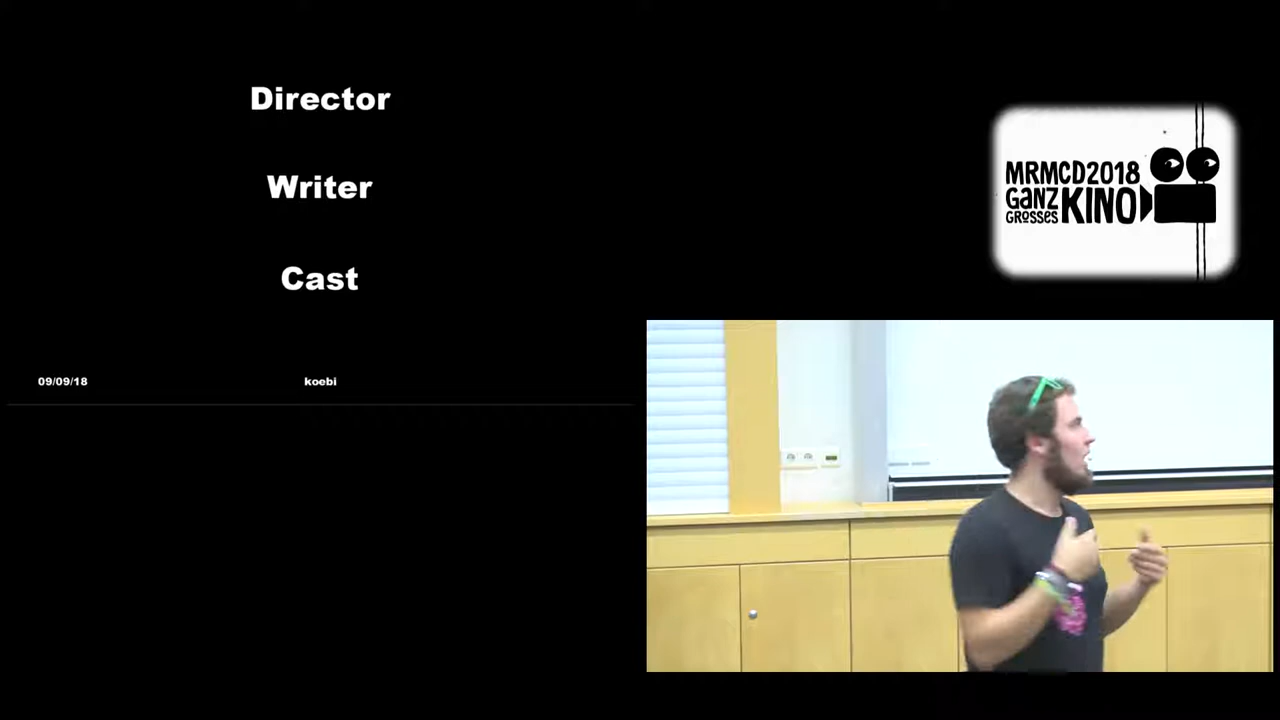 Director
Writer
Cast
09/09/18
koebi
MRMCD2018
GANZ
GROSSES
KINO